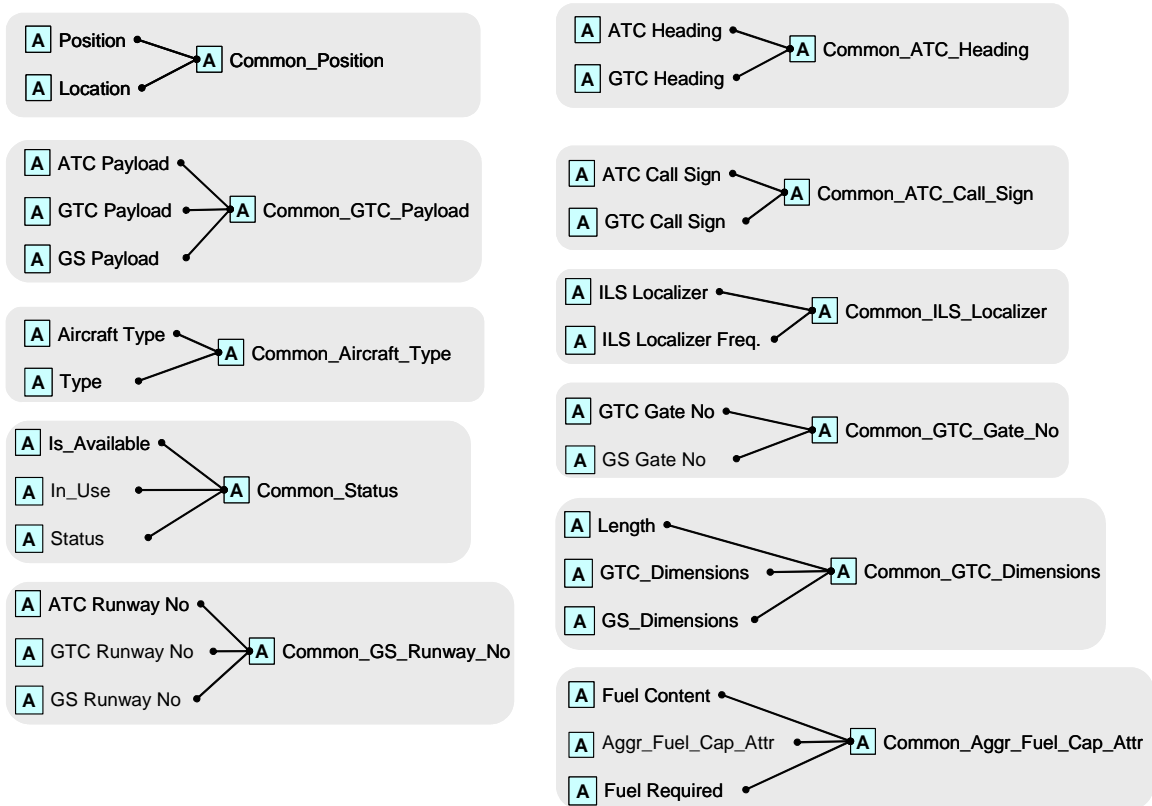 A Position
A Common_Position
A Location
A ATC Payload
A GTC Payload
A Common_GTC_Payload
A GS Payload
A Aircraft Type
A Common_Aircraft_Type
A Type
A Is_Available
A In_Use
A Common_Status
A Status
A ATC Runway No
A GTC Runway No
A Common_GS_Runway_No
A GS Runway No
A ATC Heading
A Common_ATC_Heading
A GTC Heading
A ATC Call Sign
A Common_ATC_Call_Sign
A GTC Call Sign
A ILS Localizer
A Common_ILS_Localizer
A ILS Localizer Freq.
A GTC Gate No
A Common_GTC_Gate_No
A GS Gate No
A Length
A GTC_Dimensions
A Common_GTC_Dimensions
A GS_Dimensions
A Fuel Content
A Aggr_Fuel_Cap_Attr
A Common_Aggr_Fuel_Cap_Attr
A Fuel Required